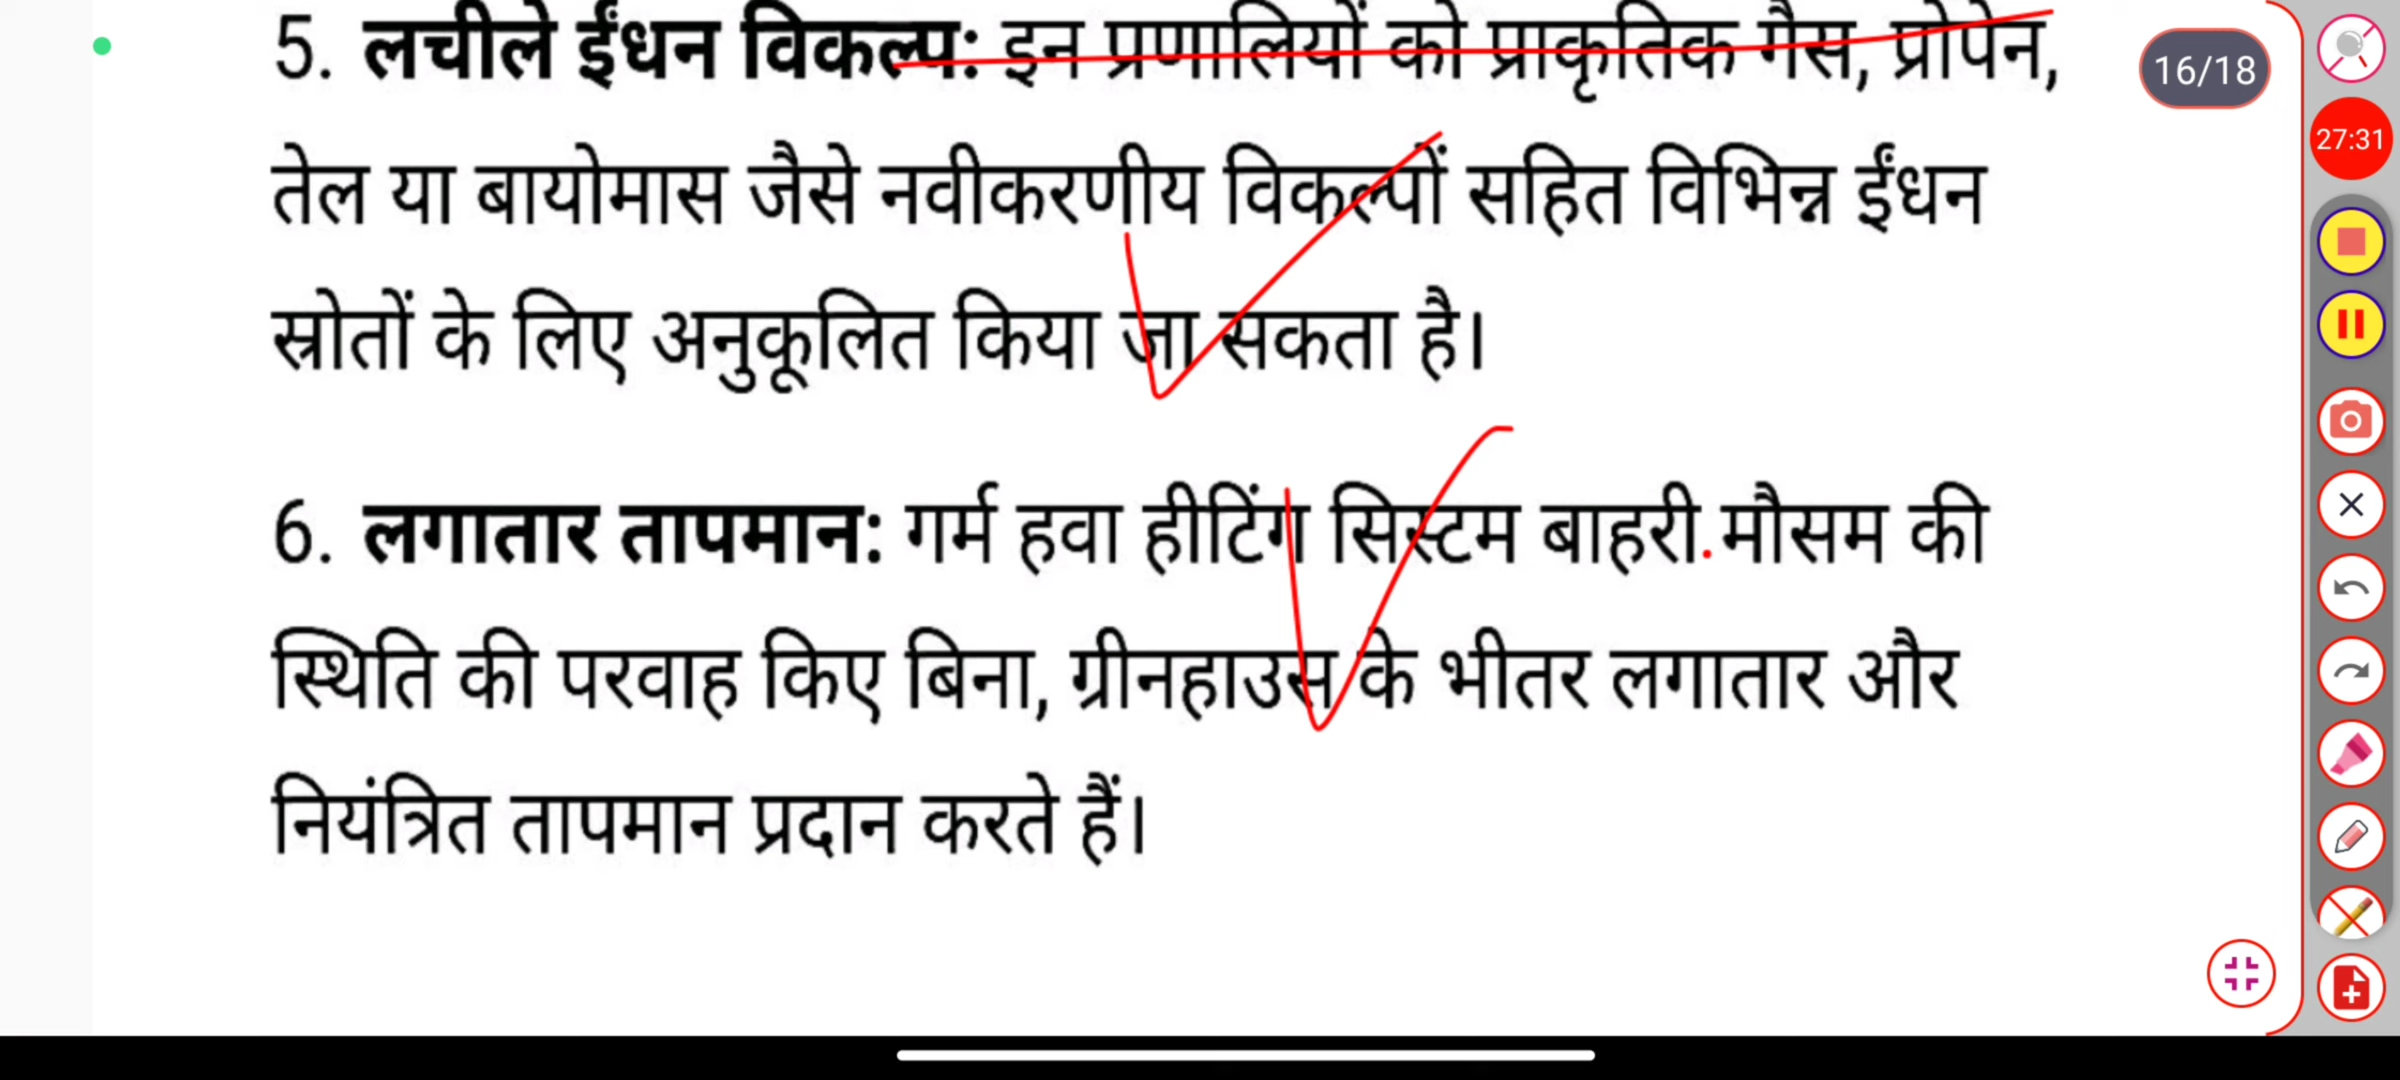 5. लचीले ईंधन विकल्प: इन प्रणालियों को प्राकृतिक गैस, प्रोपेन,
तेल या बायोमास जैसे नवीकरणीय विकल्पों सहित विभिन्न ईंधन
स्रोतों के लिए अनुकूलित किया जा सकता है।
6. लगातार तापमान: गर्म हवा हीटिंग सिस्टम बाहरी मौसम की
स्थिति की परवाह किए बिना, ग्रीनहाउस के भीतर लगातार और
नियंत्रित तापमान प्रदान करते हैं।
16/18
27:31